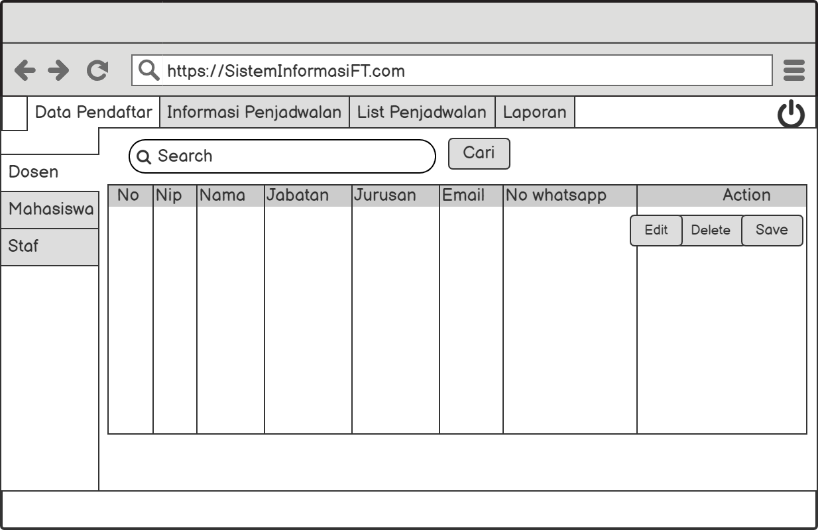 https://SistemInformasiFT.com
Data Pendaftar Informasi Penjadwalan List Penjadwalan Laporan
Search Cari
Dosen
Mahasiswa
Staf
No Nip Nama Jabatan Jurusan Email No whatsapp Action
Edit Delete Save